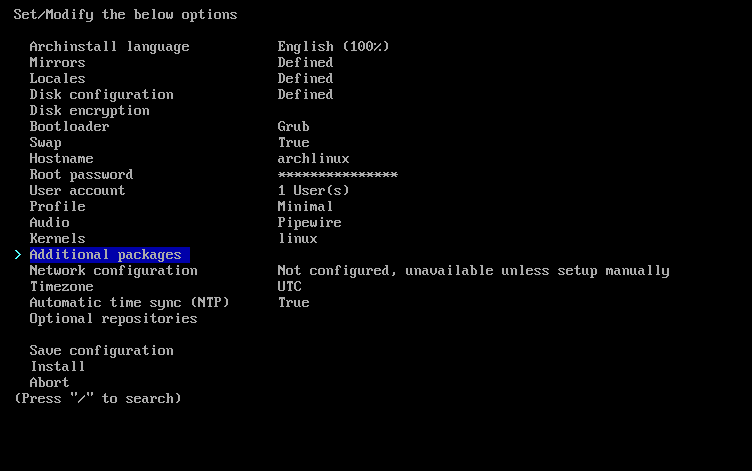 Set/Modify the below options
Archinstall language English (100%)
Mirrors Defined
Locales Defined
Disk configuration Defined
Disk encryption
Bootloader Grub
Swap True
Hostname archlinux
Root password ***************
User account 1 User(s)
Profile Minimal
Audio Pipewire
Kernels linux
> Additional packages
Network configuration Not configured, unavailable unless setup manually
Timezone UTC
Automatic time sync (NTP) True
Optional repositories
Save configuration
Install
Abort
(Press "/" to search)